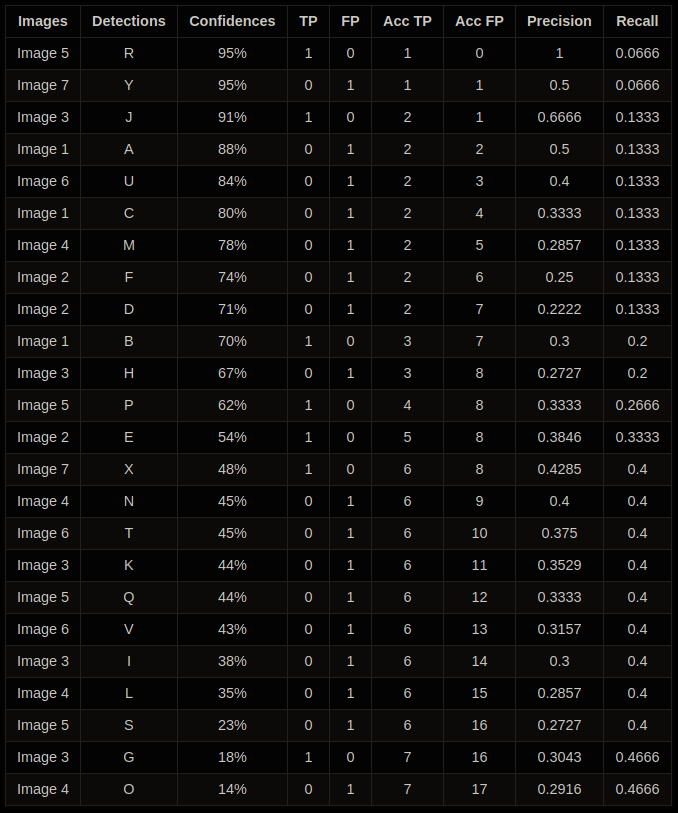 Images Detections Confidences TP FP Acc TP Acc FP Precision Recall
Image 5 R 95% 1 0 1 0 1 0.0666
Image 7 Y 95% 0 1 1 1 0.5 0.0666
Image 3 J 91% 1 0 2 1 0.6666 0.1333
Image 1 A 88% 0 1 2 2 0.5 0.1333
Image 6 U 84% 0 1 2 3 0.4 0.1333
Image 1 C 80% 0 1 2 4 0.3333 0.1333
Image 4 M 78% 0 1 2 5 0.2857 0.1333
Image 2 F 74% 0 1 2 6 0.25 0.1333
Image 2 D 71% 0 1 2 7 0.2222 0.1333
Image 1 B 70% 1 0 3 7 0.3 0.2
Image 3 H 67% 0 1 3 8 0.2727 0.2
Image 5 P 62% 1 0 4 8 0.3333 0.2666
Image 2 E 54% 1 0 5 8 0.3846 0.3333
Image 7 X 48% 1 0 6 8 0.4285 0.4
Image 4 N 45% 0 1 6 9 0.4 0.4
Image 6 T 45% 0 1 6 10 0.375 0.4
Image 3 K 44% 0 1 6 11 0.3529 0.4
Image 5 Q 44% 0 1 6 12 0.3333 0.4
Image 6 V 43% 0 1 6 13 0.3157 0.4
Image 3 I 38% 0 1 6 14 0.3 0.4
Image 4 L 35% 0 1 6 15 0.2857 0.4
Image 5 S 23% 0 1 6 16 0.2727 0.4
Image 3 G 18% 1 0 7 16 0.3043 0.4666
Image 4 O 14% 0 1 7 17 0.2916 0.4666